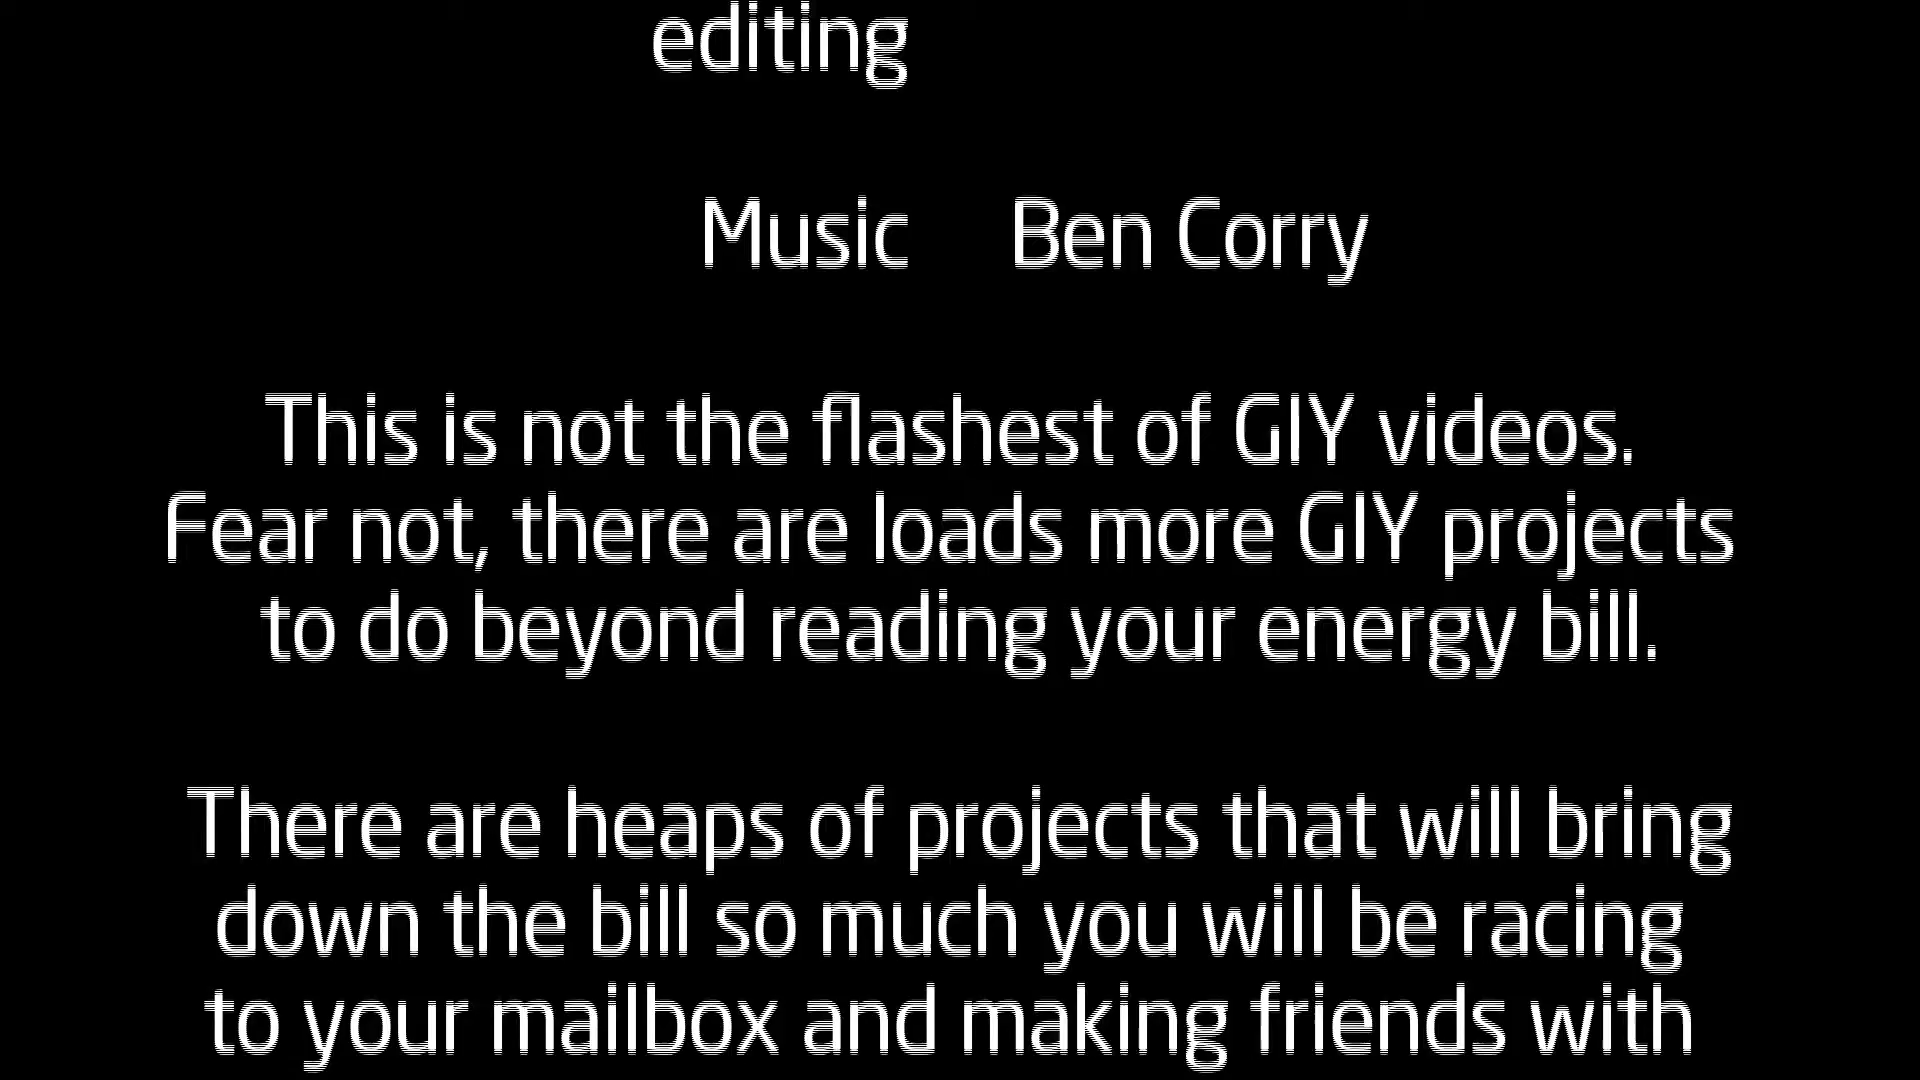 editing
Music Ben Corry
This is not the flashest of GIY videos.
Fear not, there are loads more GIY projects
to do beyond reading your energy bill.
There are heaps of projects that will bring
down the bill so much you will be racing
to your mailbox and making friends with